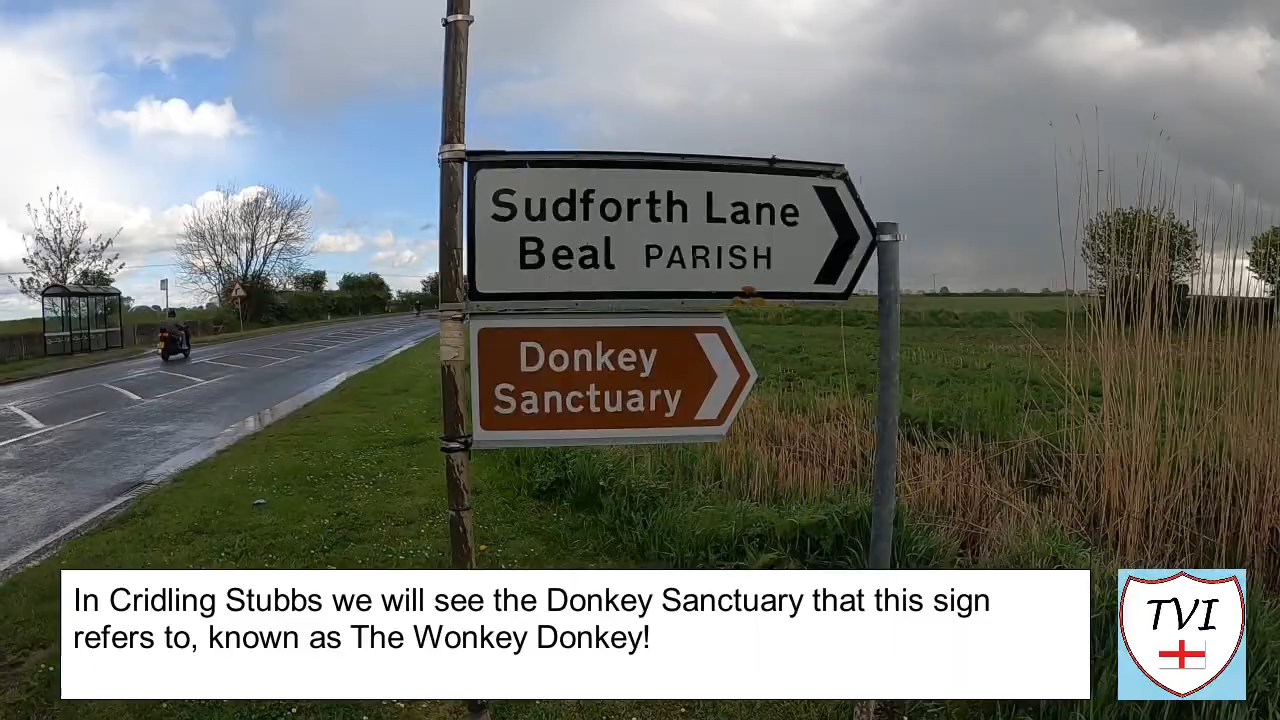 Sudforth Lane
Beal PARISH
Donkey
Sanctuary
In Cridling Stubbs we will see the Donkey Sanctuary that this sign
refers to, known as The Wonkey Donkey!
TVI